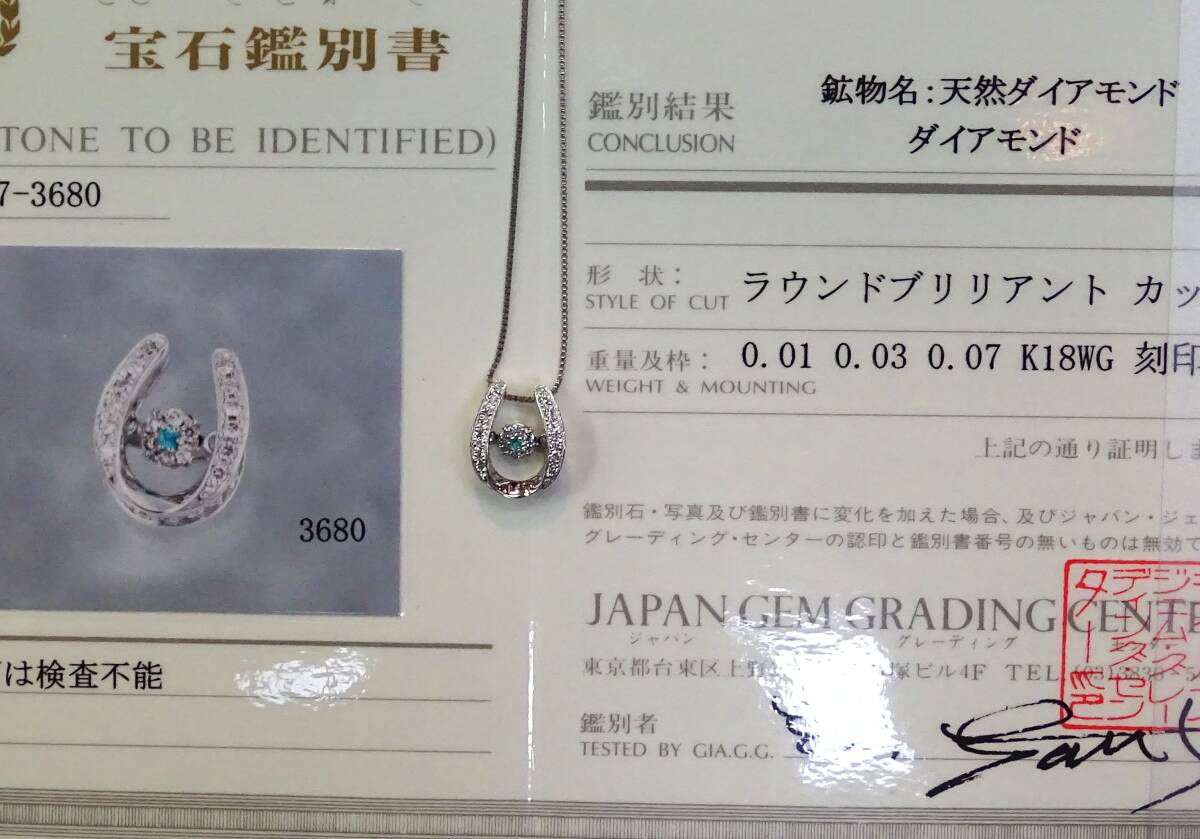 宝石鑑別書
TONE TO BE IDENTIFIED)
7-3680
3680
は検査不能
鑑別結果
CONCLUSION
鉱物名:天然ダイアモンド
ダイアモンド
形 状:
STYLE OF CUT
ラウンドブリリアント カッ
重量及枠:
WEIGHT & MOUNTING
0.01 0.03 0.07 K18WG 刻印
上記の通り証明し
鑑別石・写真及び鑑別書に変化を加えた場合、及びジャパン・ジェ
グレーディング・センターの認印と鑑別書番号の無いものは無効で
JAPAN GEM GRADING CENTE
ジャパン グレーディング
東京都台東区上野 塚ビル4F TEL (03)3836-5
鑑別者
TESTED BY GIA.G.G.